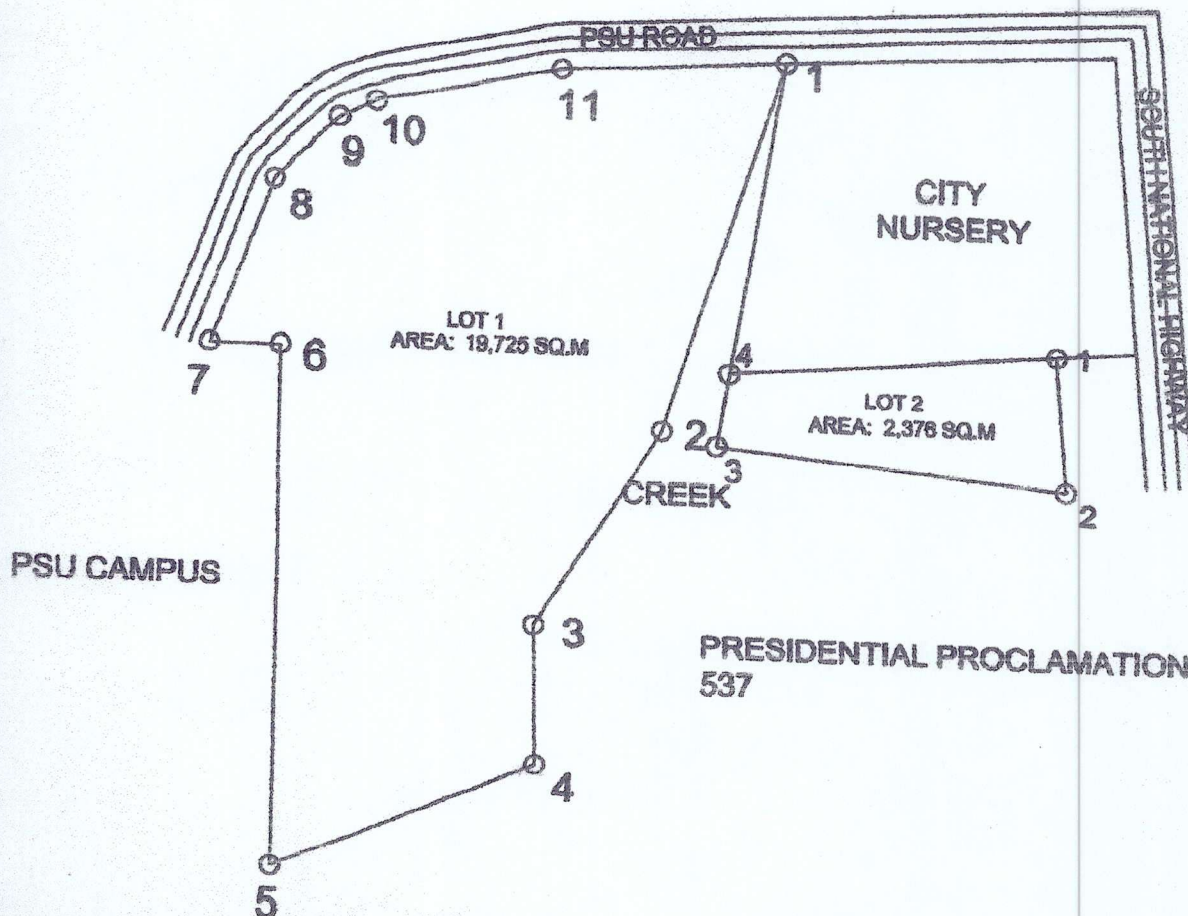 PSU ROAD
1
11
10
9
8
CITY
NURSERY
SOUTH NATIONAL HIGHWAY
LOT 1
AREA: 19,725 SQ.M
7
6
4
1
LOT 2
AREA: 2,376 SQ.M
2
3
CREEK
2
PSU CAMPUS
3
PRESIDENTIAL PROCLAMATION
537
4
5